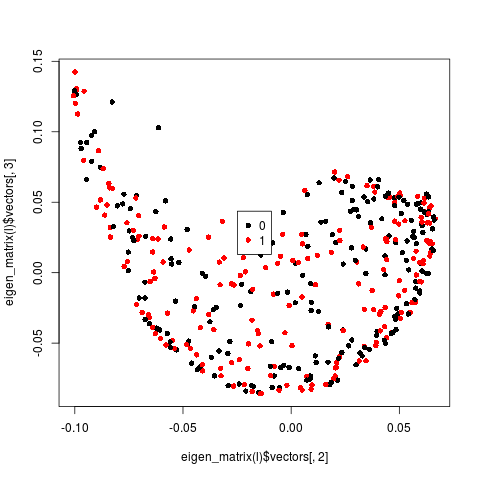 0.15
0.10
0.05
0.00
-0.05
eigen_matrix(l)$vectors[, 3]
0
1
-0.10 -0.05 0.00 0.05
eigen_matrix(l)$vectors[, 2]